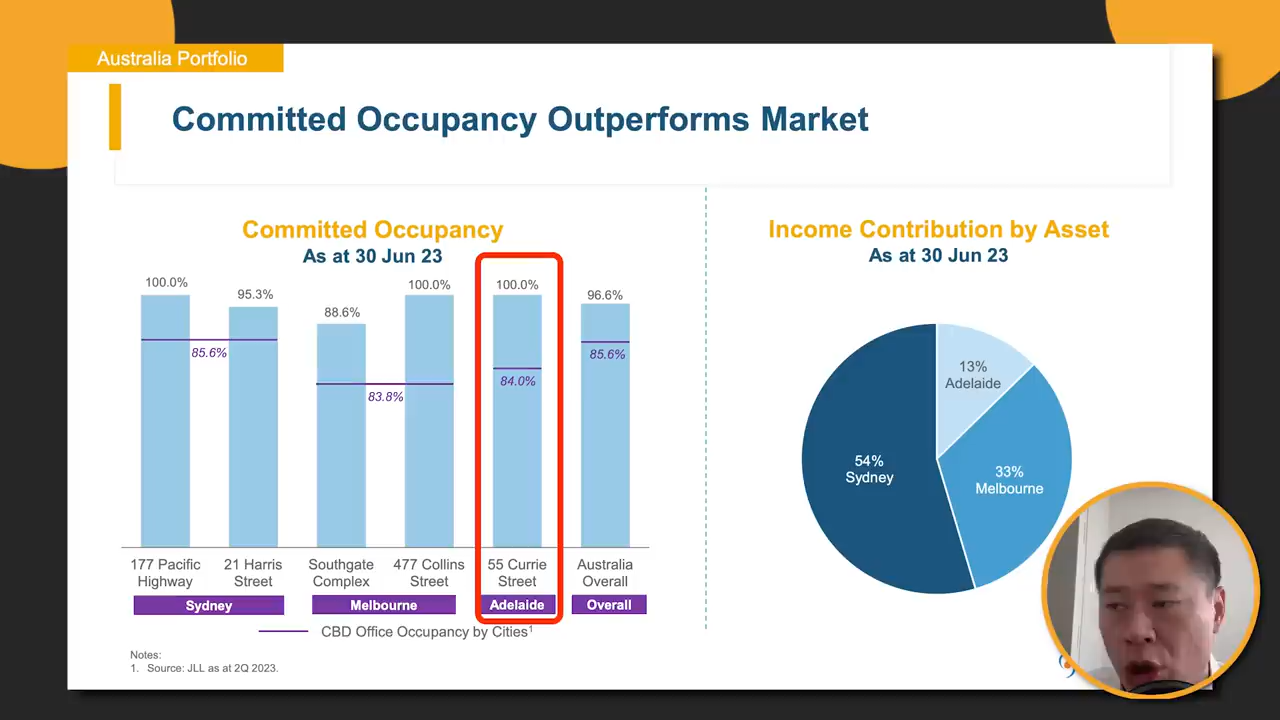 Australia Portfolio
Committed Occupancy Outperforms Market
Committed Occupancy
As at 30 Jun 23
100.0%
95.3%
88.6%
100.0%
100.0%
96.6%
85.6%
83.8%
84.0%
85.6%
177 Pacific
Highway
21 Harris
Street
Southgate
Complex
477 Collins
Street
55 Currie
Street
Australia
Overall
Sydney
Melbourne
Adelaide
Overall
CBD Office Occupancy by Cities1
Notes:
1. Source: JLL as at 2Q 2023.
Income Contribution by Asset
As at 30 Jun 23
13%
Adelaide
54%
Sydney
33%
Melbourne